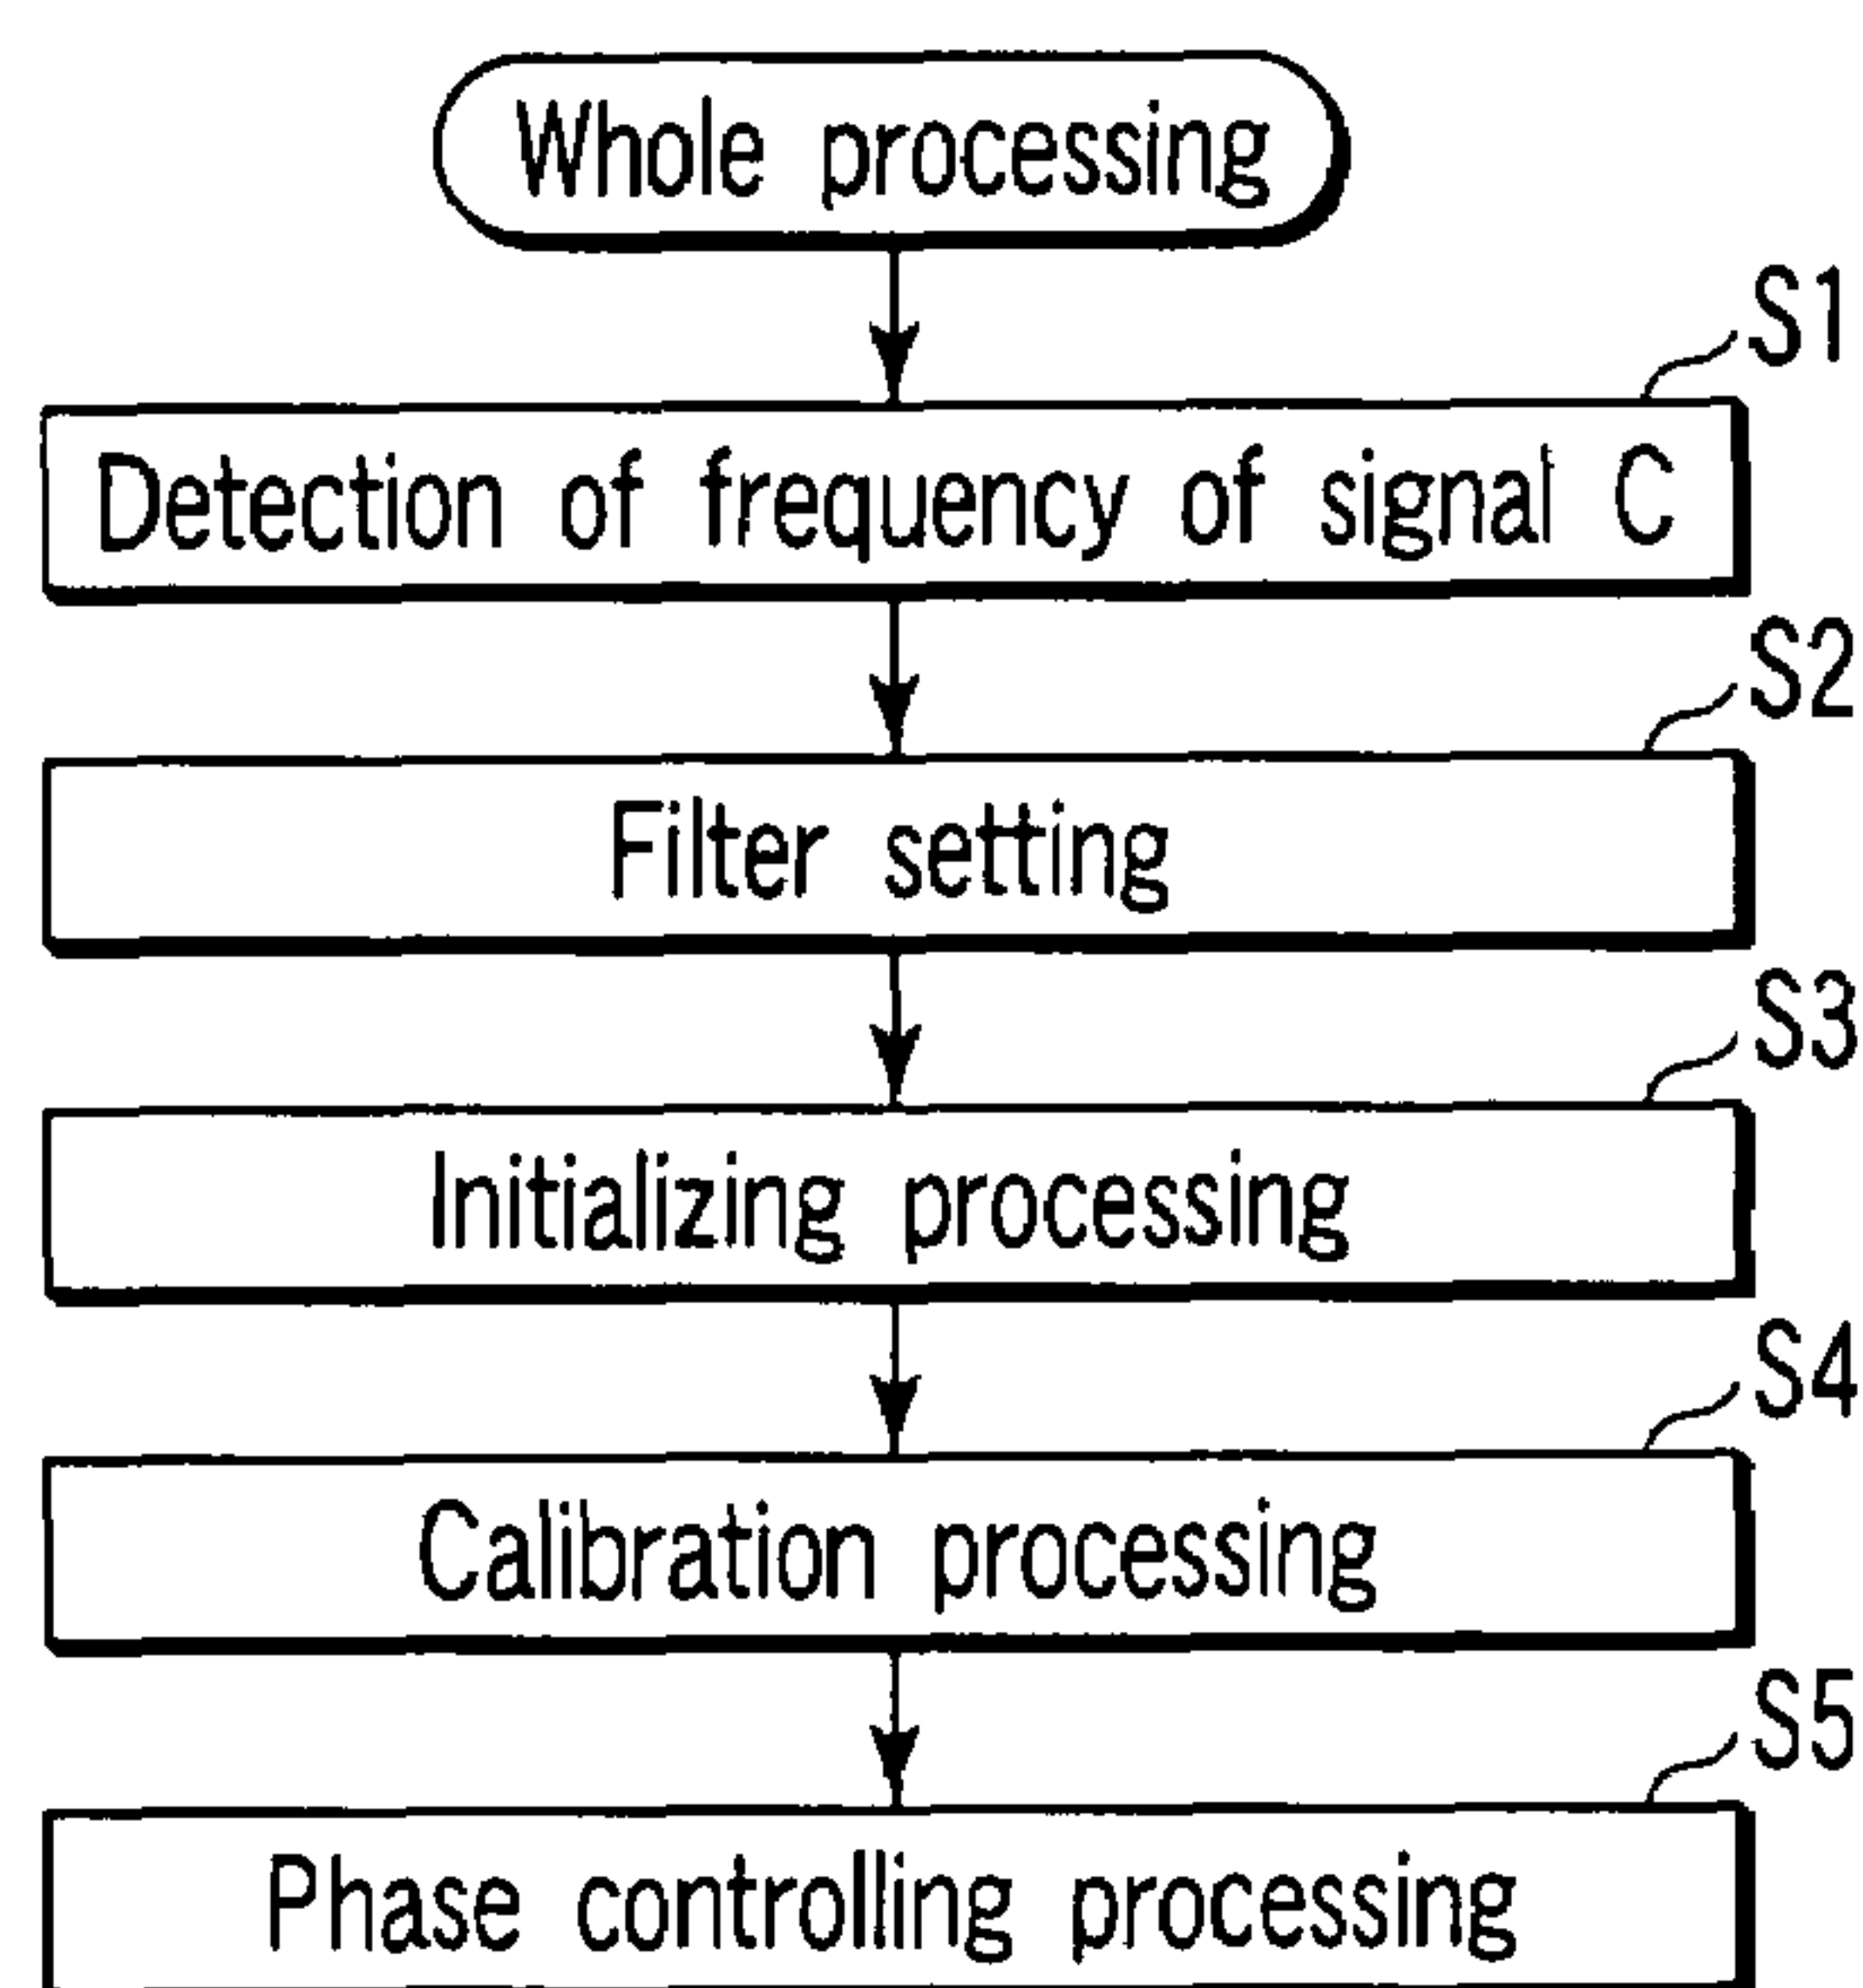 Whole processing
S1
Detection of frequency of signal C
S2
Filter setting
S3
Initializing processing
S4
Calibration processing
S5
Phase controlling processing